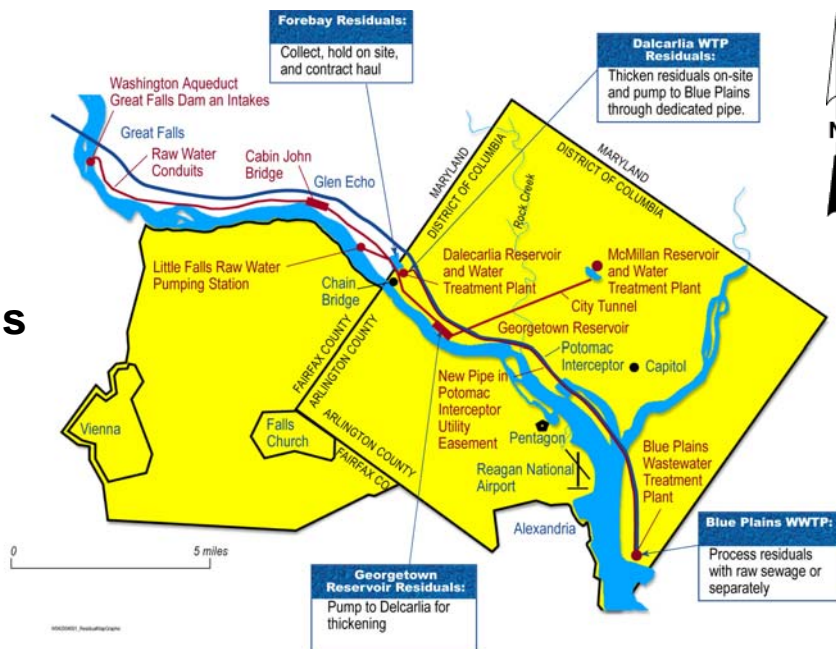 Forebay Residuals:
Collect, hold on site,
and contract haul
Dalcarlia WTP
Residuals:
Thicken residuals on-site
and pump to Blue Plains
through dedicated pipe.
N
Washington Aqueduct
Great Falls Dam an Intakes
Great Falls
Raw Water
Conduits
Cabin John
Bridge
Glen Echo
MARYLAND
DISTRICT OF COLUMBIA
MARYLAND
DISTRICT OF COLUMBIA
Rock Creek
Little Falls Raw Water
Pumping Station
Chain
Bridge
Dalecarlia Reservoir
and Water
Treatment Plant
McMillan Reservoir
and Water
Treatment Plant
City Tunnel
Georgetown Reservoir
s
FAIRFAX COUNTY
ARLINGTON COUNTY
Potomac
Interceptor
Capitol
New Pipe in
Potomac
Interceptor
Utility
Easement
Vienna
Falls
Church
ARLINGTON COUNTY
FAIRFAX CO
Pentagon
Reagan National
Airport
Blue Plains
Wastewater
Treatment
Plant
Alexandria
0
5 miles
Blue Plains WWTP:
Process residuals
with raw sewage or
separately
Georgetown
Reservoir Residuals:
Pump to Delcarlia for
thickening